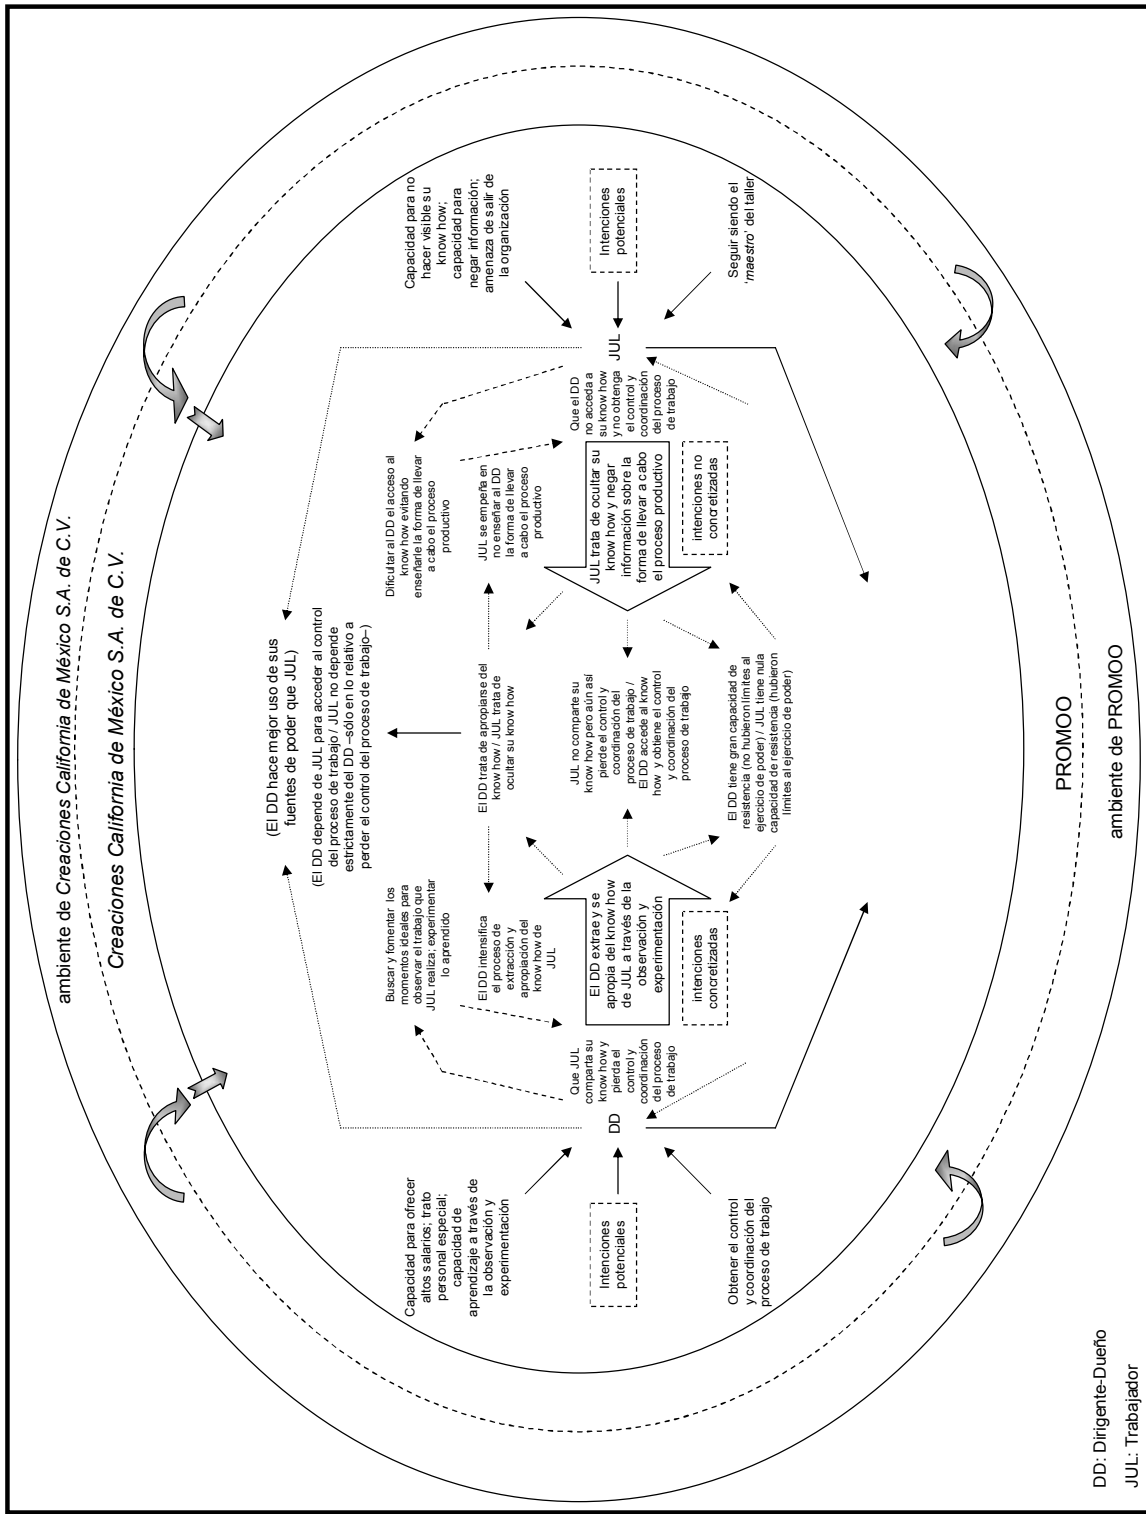 ambiente de Creaciones California de México S.A. de C.V.
Creaciones California de México S.A. de C.V.
(El DD hace mejor uso de sus
fuentes de poder que JUL)
(El DD depende de JUL para acceder al control
del proceso de trabajo / JUL no depende
estrictamente del DD –sólo en lo relativo a
perder el control del proceso de trabajo–)
Capacidad para ofrecer
altos salarios; trato
personal especial;
capacidad de
aprendizaje a través de
la observación y
experimentación
Intenciones
potenciales
Obtener el control
y coordinación del
proceso de trabajo
DD
Que JUL
comparta su
know how y
pierda el
control y
coordinación
del proceso
de trabajo
Buscar y fomentar los
momentos ideales para
observar el trabajo que
JUL realiza; experimentar
lo aprendido
El DD intensifica
el proceso de
extracción y
apropiación del
know how de
JUL
El DD extrae y se
apropia del know how
de JUL a través de la
observación y
experimentación
intenciones
concretizadas
El DD trata de apropiarse del
know how / JUL trata de
ocultar su know how
JUL no comparte su
know how pero aún así
pierde el control y
coordinación del
proceso de trabajo /
El DD accede al know
how y obtiene el control
y coordinación del
proceso de trabajo
El DD tiene gran capacidad de
resistencia (no hubieron límites al
ejercicio de poder) / JUL tiene nula
capacidad de resistencia (hubieron
límites al ejercicio de poder)
Dificultar al DD el acceso al
know how evitando
enseñarle la forma de llevar
a cabo el proceso
productivo
JUL se empeña en
no enseñar al DD
la forma de llevar
a cabo el proceso
productivo
JUL trata de ocultar su
know how y negar
información sobre la
forma de llevar a cabo
el proceso productivo
intenciones no
concretizadas
Que el DD
no acceda a
su know how
y no obtenga
el control y
coordinación
del proceso
de trabajo
JUL
Capacidad para no
hacer visible su
know how;
capacidad para
negar información;
amenaza de salir de
la organización
Intenciones
potenciales
Seguir siendo el
‘maestro’ del taller
PROMOO
ambiente de PROMOO
DD: Dirigente-Dueño
JUL: Trabajador